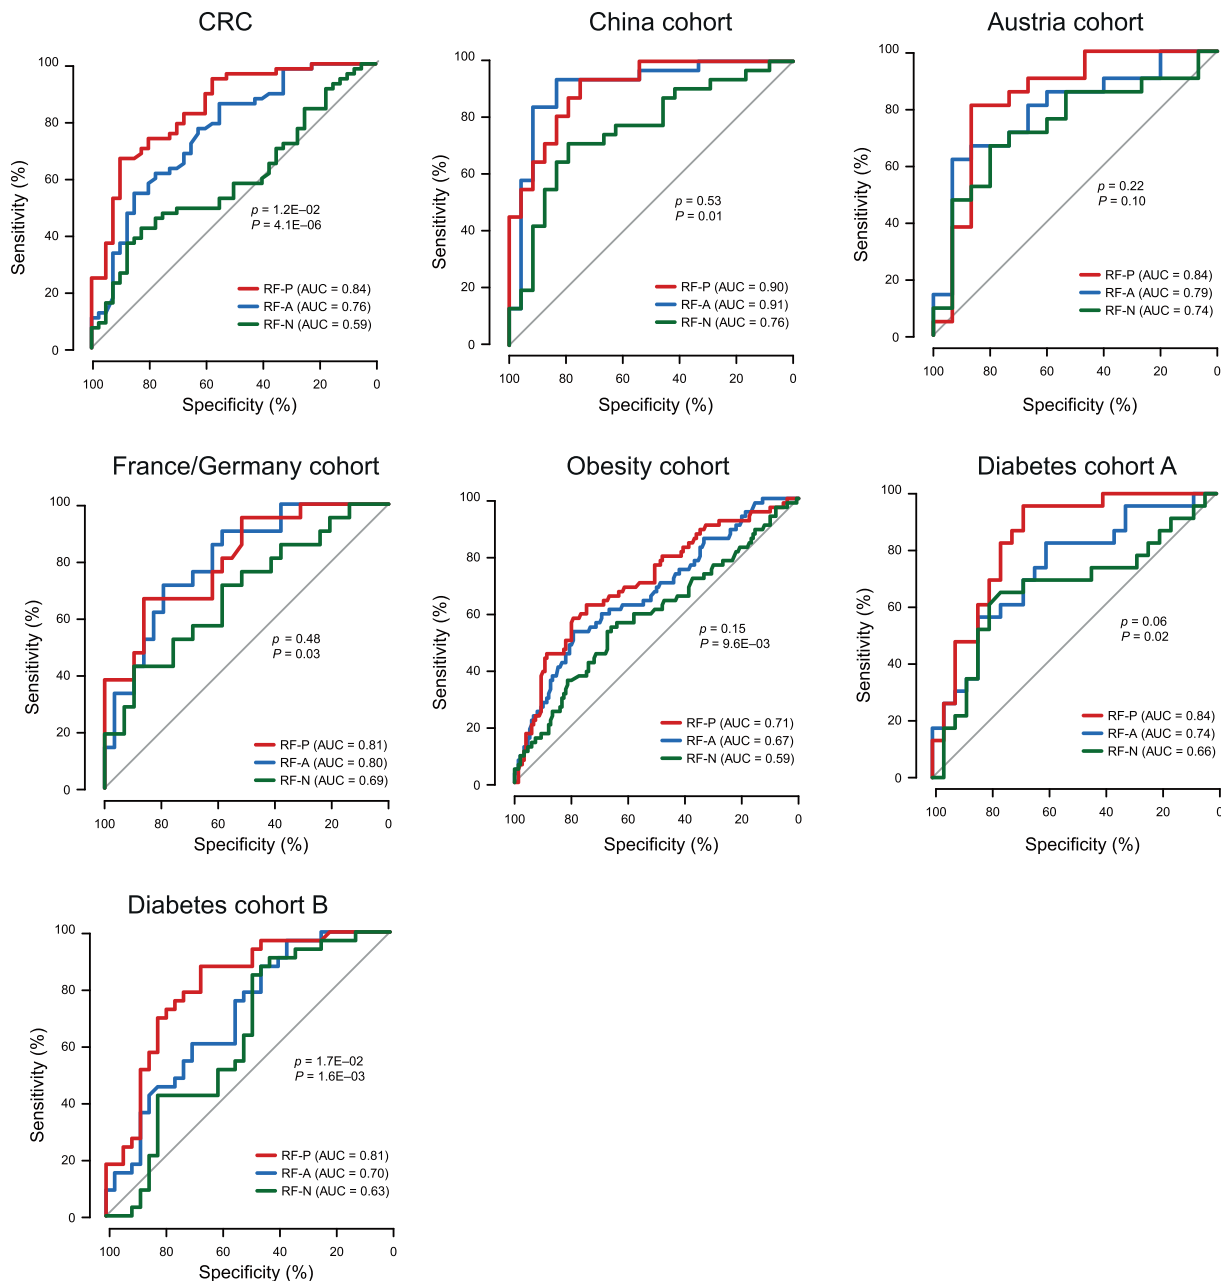 CRC
100
80
60
40
20
0
Sensitivity (%)
p = 1.2E–02
P = 4.1E–06
RF-P (AUC = 0.84)
RF-A (AUC = 0.76)
RF-N (AUC = 0.59)
100 80 60 40 20 0
Specificity (%)
China cohort
100
80
60
40
20
0
Sensitivity (%)
p = 0.53
P = 0.01
RF-P (AUC = 0.90)
RF-A (AUC = 0.91)
RF-N (AUC = 0.76)
100 80 60 40 20 0
Specificity (%)
Austria cohort
100
80
60
40
20
0
Sensitivity (%)
p = 0.22
P = 0.10
RF-P (AUC = 0.84)
RF-A (AUC = 0.79)
RF-N (AUC = 0.74)
100 80 60 40 20 0
Specificity (%)
France/Germany cohort
100
80
60
40
20
0
Sensitivity (%)
p = 0.48
P = 0.03
RF-P (AUC = 0.81)
RF-A (AUC = 0.80)
RF-N (AUC = 0.69)
100 80 60 40 20 0
Specificity (%)
Obesity cohort
100
80
60
40
20
0
Sensitivity (%)
p = 0.15
P = 9.6E–03
RF-P (AUC = 0.71)
RF-A (AUC = 0.67)
RF-N (AUC = 0.59)
100 80 60 40 20 0
Specificity (%)
Diabetes cohort A
100
80
60
40
20
0
Sensitivity (%)
p = 0.06
P = 0.02
RF-P (AUC = 0.84)
RF-A (AUC = 0.74)
RF-N (AUC = 0.66)
100 80 60 40 20 0
Specificity (%)
Diabetes cohort B
100
80
60
40
20
0
Sensitivity (%)
p = 1.7E–02
P = 1.6E–03
RF-P (AUC = 0.81)
RF-A (AUC = 0.70)
RF-N (AUC = 0.63)
100 80 60 40 20 0
Specificity (%)